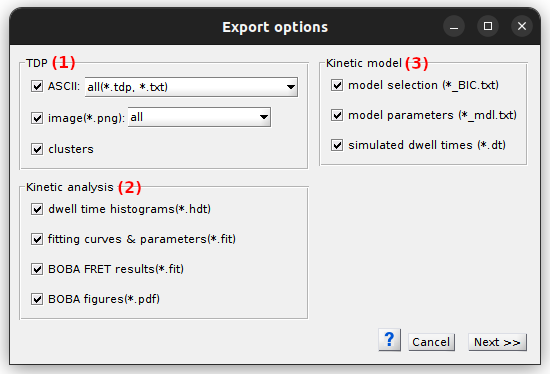 Export options
TDP (1)
ASCII: all(*.tdp, *.txt)
image(*.png): all
clusters
Kinetic analysis (2)
dwell time histograms(*.hdt)
fitting curves & parameters(*.fit)
BOBA FRET results(*.fit)
BOBA figures(*.pdf)
Kinetic model (3)
model selection (*_BIC.txt)
model parameters (*_mdl.txt)
simulated dwell times (*.dt)
? Cancel Next >>